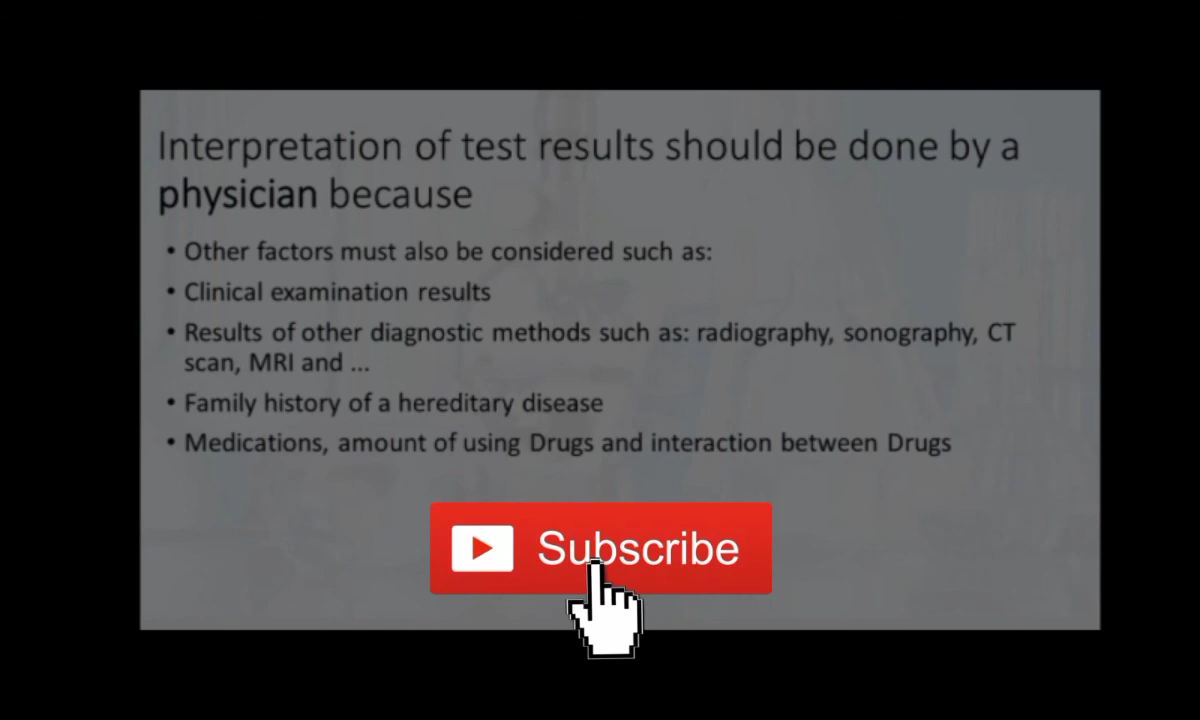 Interpretation of test results should be done by a
physician because
• Other factors must also be considered such as:
• Clinical examination results
• Results of other diagnostic methods such as: radiography, sonography, CT
scan, MRI and ...
• Family history of a hereditary disease
• Medications, amount of using Drugs and interaction between Drugs
Subscribe